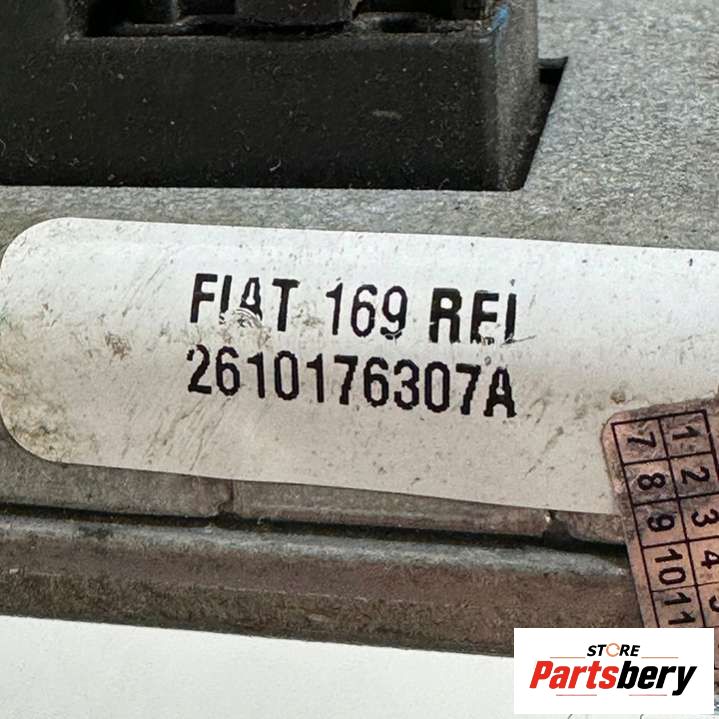 FIAT 169 REI
2610176307A
1 2 3 4
7 8 9 10 11
STORE
Partsbery